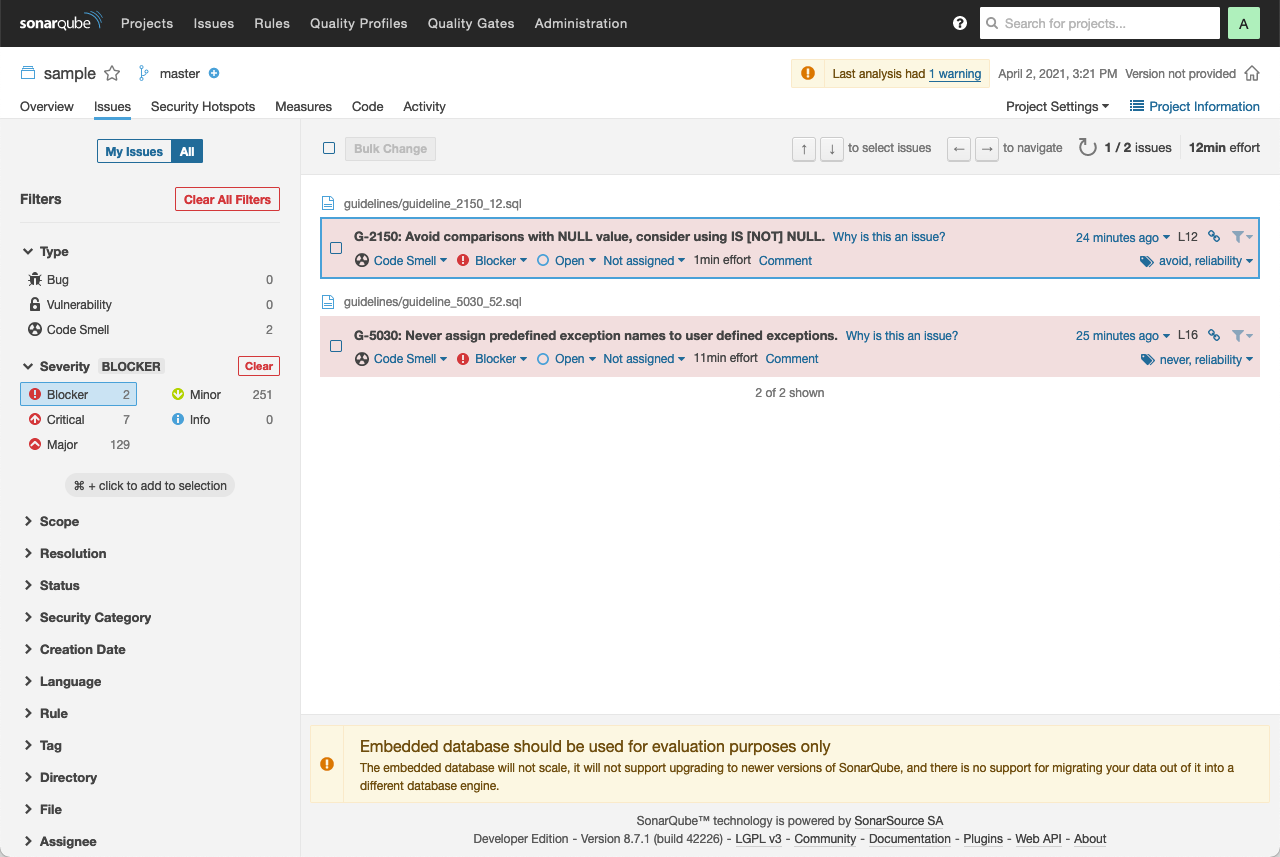 sonarqube Projects Issues Rules Quality Profiles Quality Gates Administration ? Search for projects... A
sample master Last analysis had 1 warning April 2, 2021, 3:21 PM Version not provided
Overview Issues Security Hotspots Measures Code Activity Project Settings Project Information
My Issues All
Bulk Change ↑ ↓ to select issues ← → to navigate 1 / 2 issues 12min effort
Filters Clear All Filters
Type
Bug 0
Vulnerability 0
Code Smell 2
Severity BLOCKER Clear
Blocker 2 Minor 251
Critical 7 Info 0
Major 129
⌘ + click to add to selection
Scope
Resolution
Status
Security Category
Creation Date
Language
Rule
Tag
Directory
File
Assignee
guidelines/guideline_2150_12.sql
G-2150: Avoid comparisons with NULL value, consider using IS [NOT] NULL. Why is this an issue? 24 minutes ago L12
Code Smell Blocker Open Not assigned 1min effort Comment avoid, reliability
guidelines/guideline_5030_52.sql
G-5030: Never assign predefined exception names to user defined exceptions. Why is this an issue? 25 minutes ago L16
Code Smell Blocker Open Not assigned 11min effort Comment never, reliability
2 of 2 shown
Embedded database should be used for evaluation purposes only
The embedded database will not scale, it will not support upgrading to newer versions of SonarQube, and there is no support for migrating your data out of it into a
different database engine.
SonarQube™ technology is powered by SonarSource SA
Developer Edition - Version 8.7.1 (build 42226) - LGPL v3 - Community - Documentation - Plugins - Web API - About